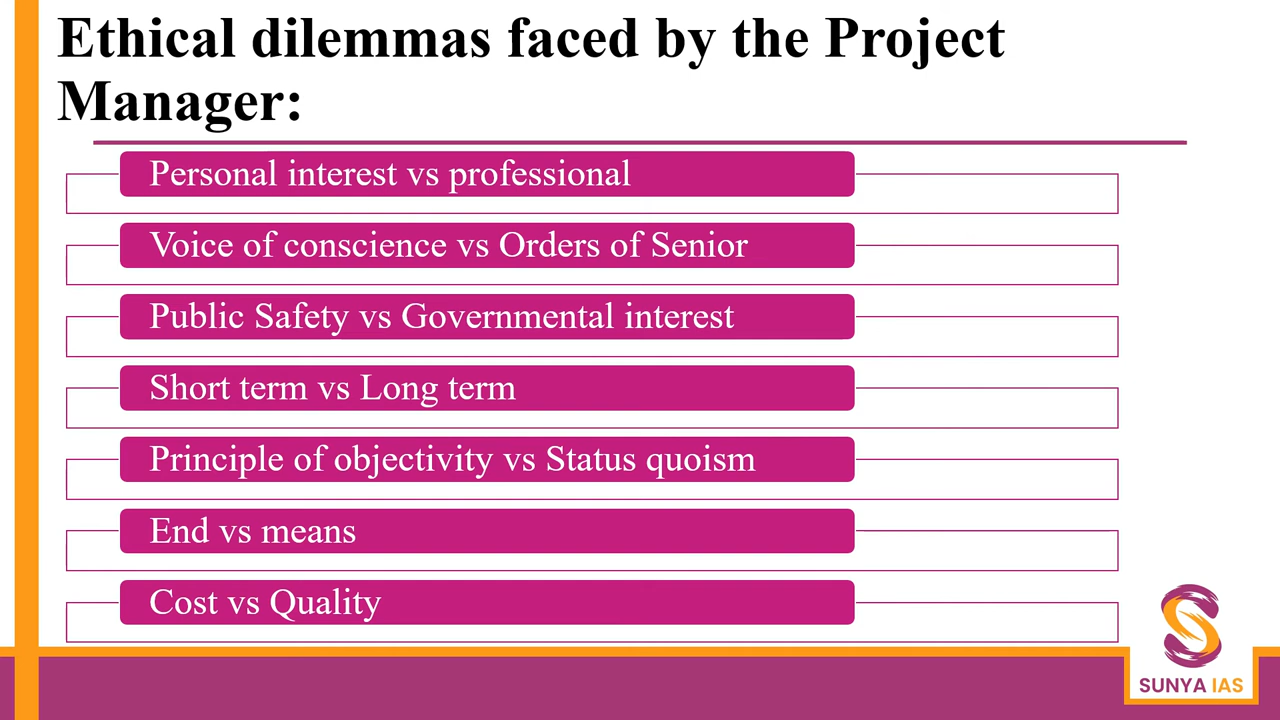 Ethical dilemmas faced by the Project
Manager:
Personal interest vs professional
Voice of conscience vs Orders of Senior
Public Safety vs Governmental interest
Short term vs Long term
Principle of objectivity vs Status quoism
End vs means
Cost vs Quality
SUNYA IAS